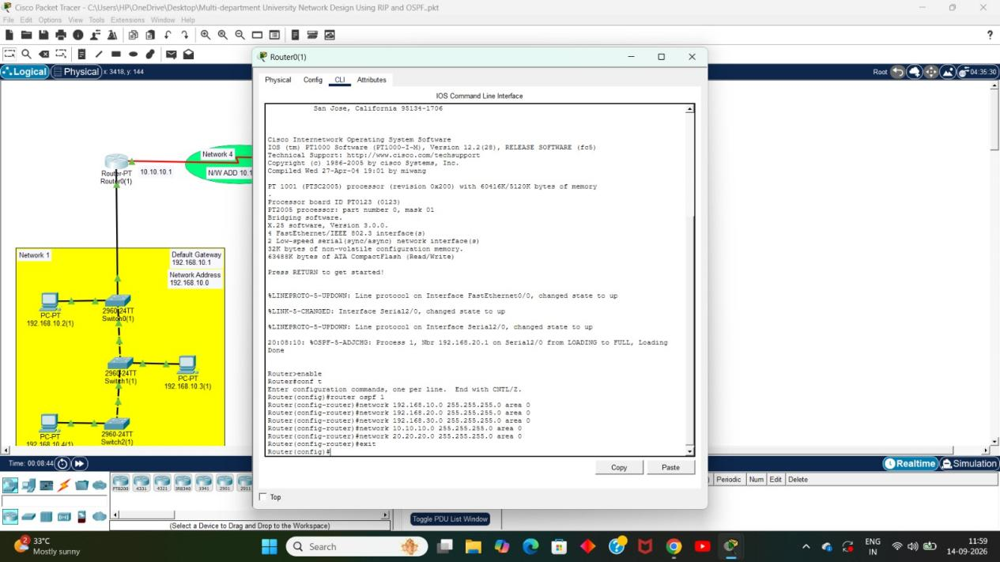 Cisco Packet Tracer - C:\Users\HP\OneDrive\Desktop\Multi-department University Network Design Using RIP and OSPF..pkt
File Edit Options View Tools Extensions Window Help
Logical Physical x: 3418, y: 144
Root 04:35:30
Router0(1)
Physical Config CLI Attributes
IOS Command Line Interface
San Jose, California 95134-1706
Cisco Internetwork Operating System Software
IOS (tm) PT1000 Software (PT1000-I-M), Version 12.2(28), RELEASE SOFTWARE (fc5)
Technical Support: http://www.cisco.com/techsupport
Copyright (c) 1986-2005 by cisco Systems, Inc.
Compiled Wed 27-Apr-04 19:01 by miwang
PT 1001 (PTSC2005) processor (revision 0x200) with 60416K/5120K bytes of memory
.
Processor board ID PT0123 (0123)
PT2005 processor: part number 0, mask 01
Bridging software.
X.25 software, Version 3.0.0.
4 FastEthernet/IEEE 802.3 interface(s)
2 Low-speed serial(sync/async) network interface(s)
32K bytes of non-volatile configuration memory.
63488K bytes of ATA CompactFlash (Read/Write)
Press RETURN to get started!
%LINEPROTO-5-UPDOWN: Line protocol on Interface FastEthernet0/0, changed state to up
%LINK-5-CHANGED: Interface Serial2/0, changed state to up
%LINEPROTO-5-UPDOWN: Line protocol on Interface Serial2/0, changed state to up
20:08:10: %OSPF-5-ADJCHG: Process 1, Nbr 192.168.20.1 on Serial2/0 from LOADING to FULL, Loading
Done
Router>enable
Router#conf t
Enter configuration commands, one per line. End with CNTL/Z.
Router(config)#router ospf 1
Router(config-router)#network 192.168.10.0 255.255.255.0 area 0
Router(config-router)#network 192.168.20.0 255.255.255.0 area 0
Router(config-router)#network 192.168.30.0 255.255.255.0 area 0
Router(config-router)#network 10.10.10.0 255.255.255.0 area 0
Router(config-router)#network 20.20.20.0 255.255.255.0 area 0
Router(config-router)#exit
Router(config)#
Copy Paste
Top
Network 4
10.10.10.1
N/W ADD 10.1
Router-PT
Router0(1)
Network 1
Default Gateway
192.168.10.1
Network Address
192.168.10.0
PC-PT
192.168.10.2(1)
2960-24TT
Switch0(1)
2960-24TT
Switch1(1)
PC-PT
192.168.10.3(1)
PC-PT
192.168.10.4(1)
2960-24TT
Switch2(1)
Time: 00:08:44
Realtime Simulation
PT8200 4331 4321 IR8340 1941 2901 2911
) Periodic Num Edit Delete
(Select a Device to Drag and Drop to the Workspace)
Toggle PDU List Window
2
33°C
Mostly sunny
Search
ENG
IN
11:59
14-09-2026